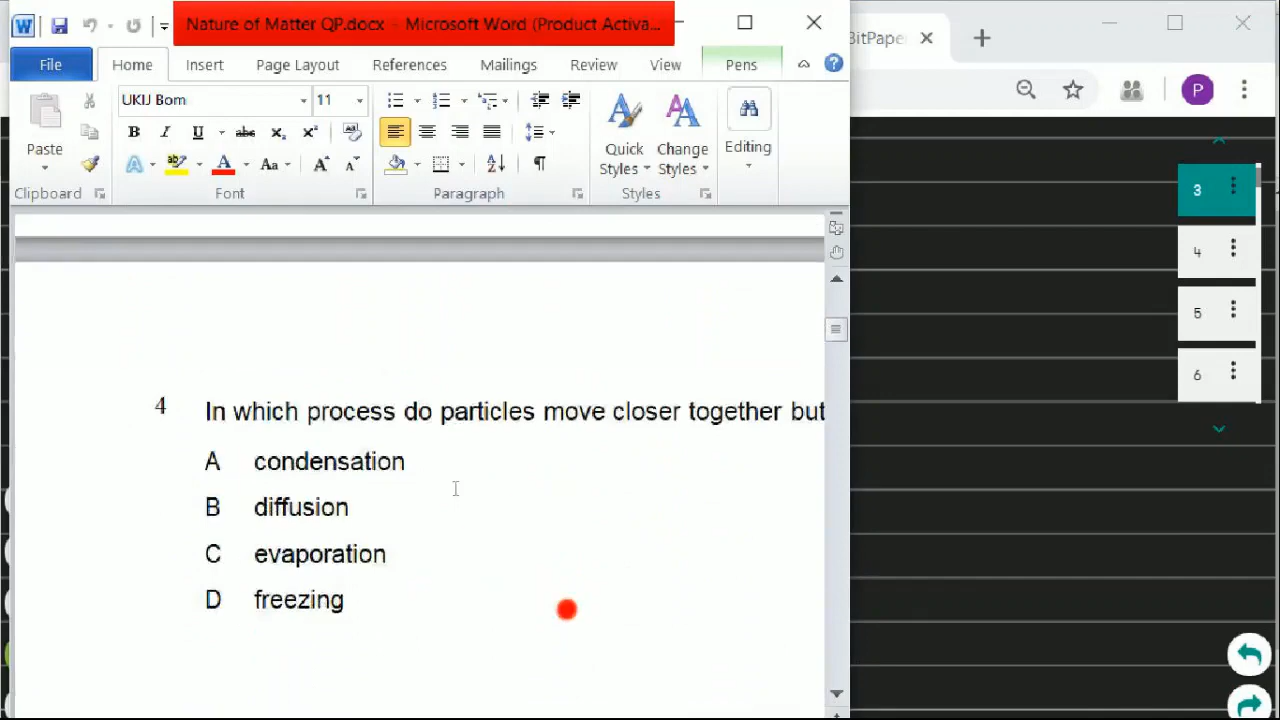 Nature of Matter QP.docx - Microsoft Word (Product Activa...
BitPape
File
Home
Insert
Page Layout
References
Mailings
Review
View
Pens
P
UKIJ Bom
11
Paste
Quick
Styles
Change
Styles
Editing
Clipboard
Font
Paragraph
Styles
3
4
5
6
4 In which process do particles move closer together but
A condensation
B diffusion
C evaporation
D freezing